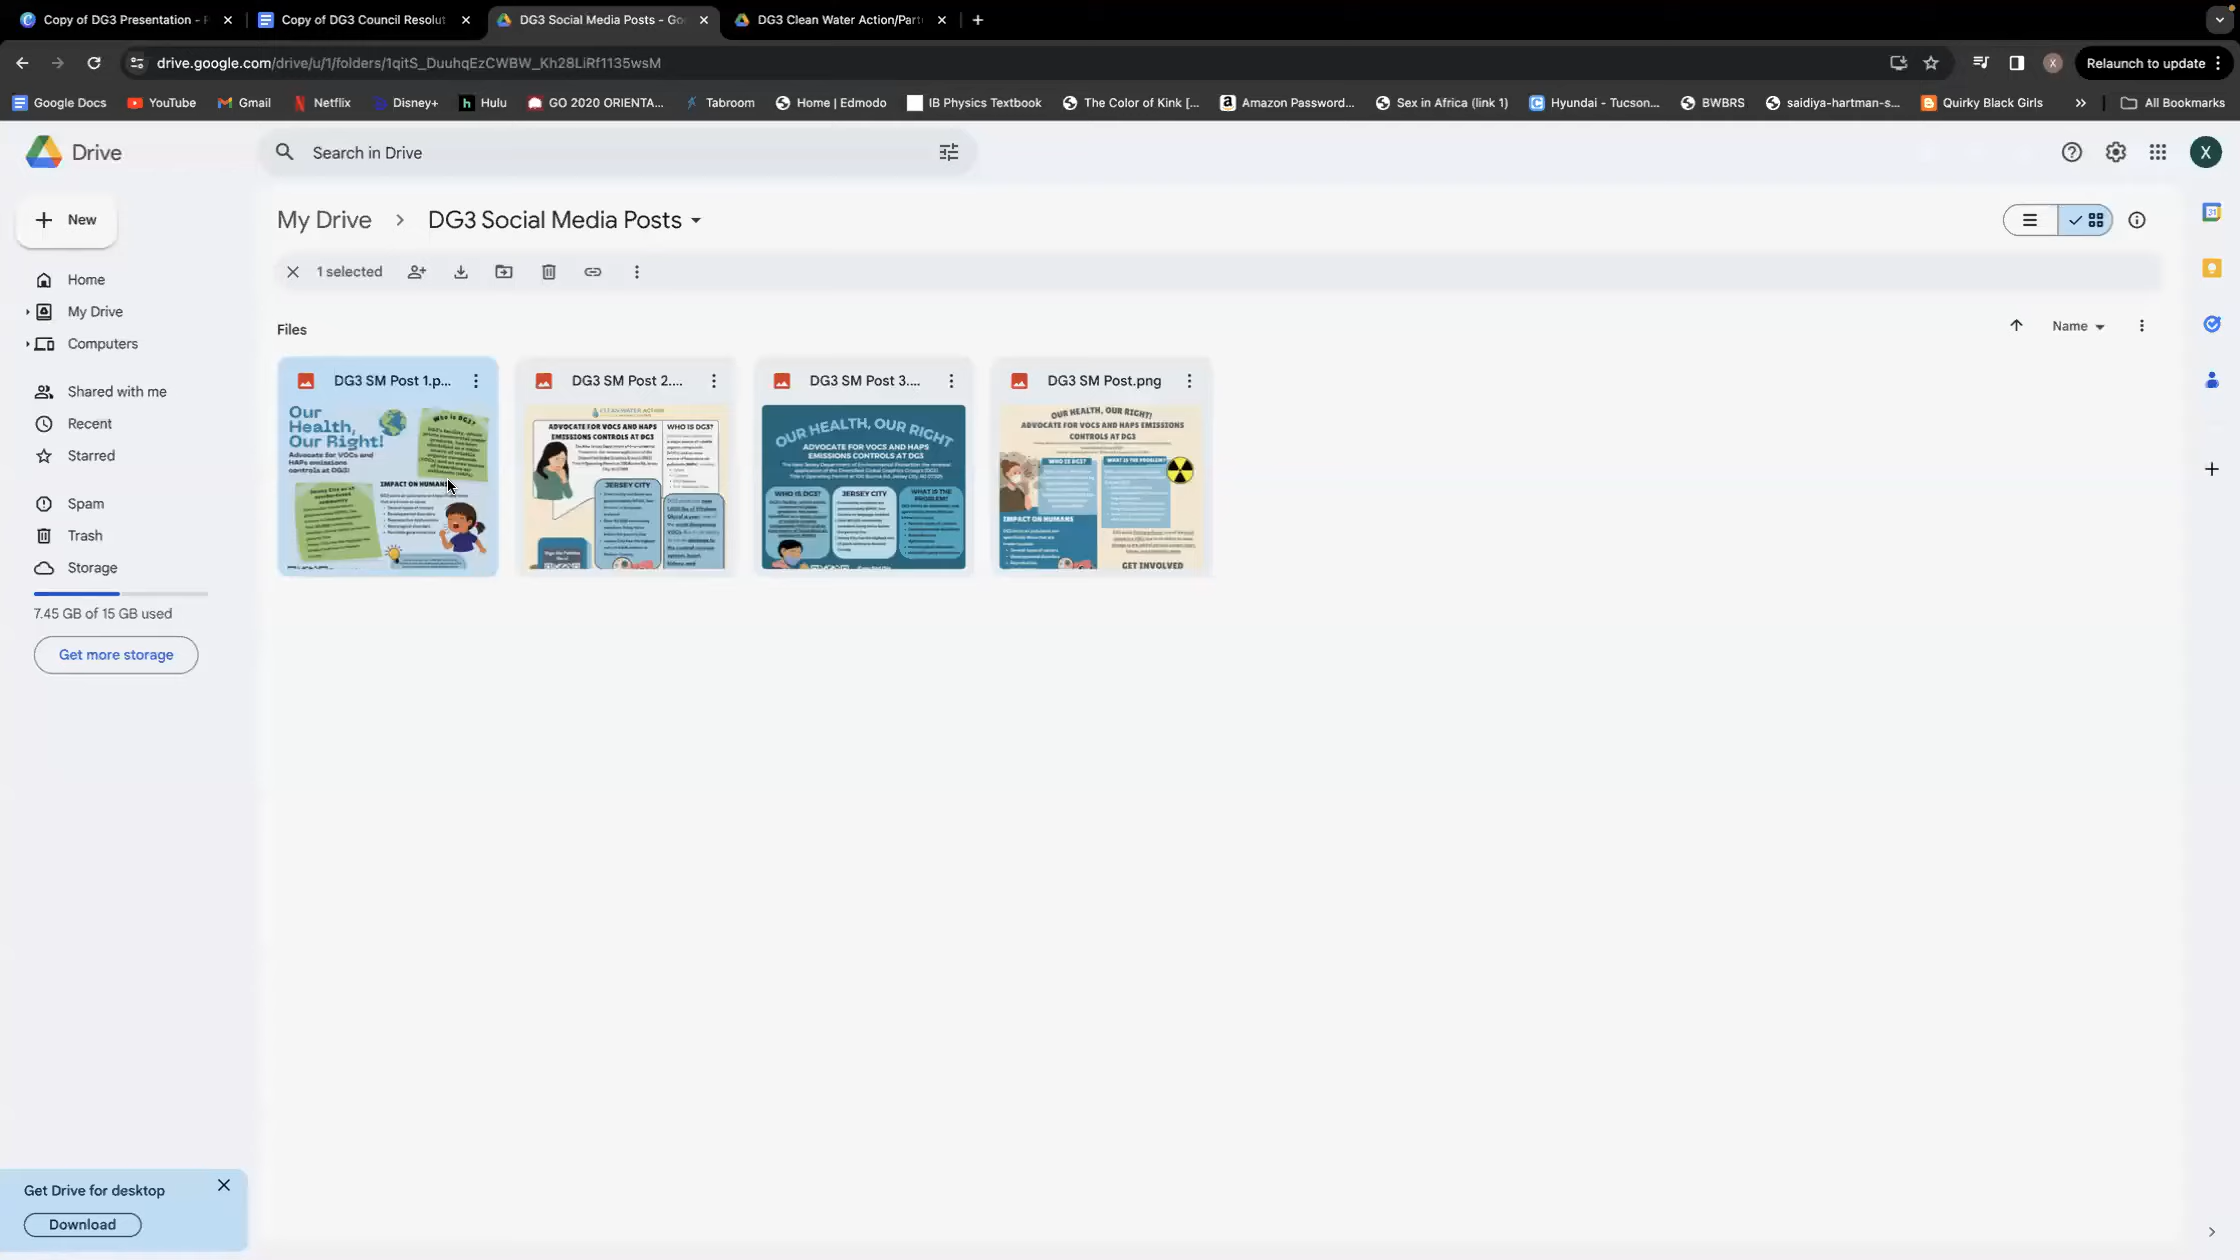 Copy of DG3 Presentation -
Copy of DG3 Council Resolut
DG3 Social Media Posts - Go
DG3 Clean Water Action/Part
drive.google.com/drive/u/1/folders/1qitS_DuuhqEzCWBW_Kh28LiRf1135wsM
Relaunch to update
Google Docs
YouTube
Gmail
Netflix
Disney+
Hulu
GO 2020 ORIENTA...
Tabroom
Home | Edmodo
IB Physics Textbook
The Color of Kink [...
Amazon Password...
Sex in Africa (link 1)
Hyundai - Tucson...
BWBRS
saidiya-hartman-s...
Quirky Black Girls
All Bookmarks
Drive
Search in Drive
X
New
My Drive > DG3 Social Media Posts
1 selected
Home
My Drive
Computers
Shared with me
Recent
Starred
Spam
Trash
Storage
7.45 GB of 15 GB used
Get more storage
Files
Name
DG3 SM Post 1.p...
Our
Health,
Our Right!
Advocate for VOCs and
HAPs emissions
controls at DG3
Who is DG3?
IMPACT ON HUMANS
DG3 SM Post 2....
CLEAN WATER ACTION
ADVOCATE FOR VOCS AND HAPS
EMISSIONS CONTROLS AT DG3
WHO IS DG3?
JERSEY CITY
DG3 SM Post 3....
OUR HEALTH, OUR RIGHT
ADVOCATE FOR VOCS AND HAPS
EMISSIONS CONTROLS AT DG3
WHO IS DG3?
JERSEY CITY
WHAT IS THE
PROBLEM?
DG3 SM Post.png
OUR HEALTH, OUR RIGHT!
ADVOCATE FOR VOCS AND HAPS EMISSIONS
CONTROLS AT DG3
WHO IS DG3?
WHAT IS THE PROBLEM?
IMPACT ON HUMANS
GET INVOLVED
Get Drive for desktop
Download